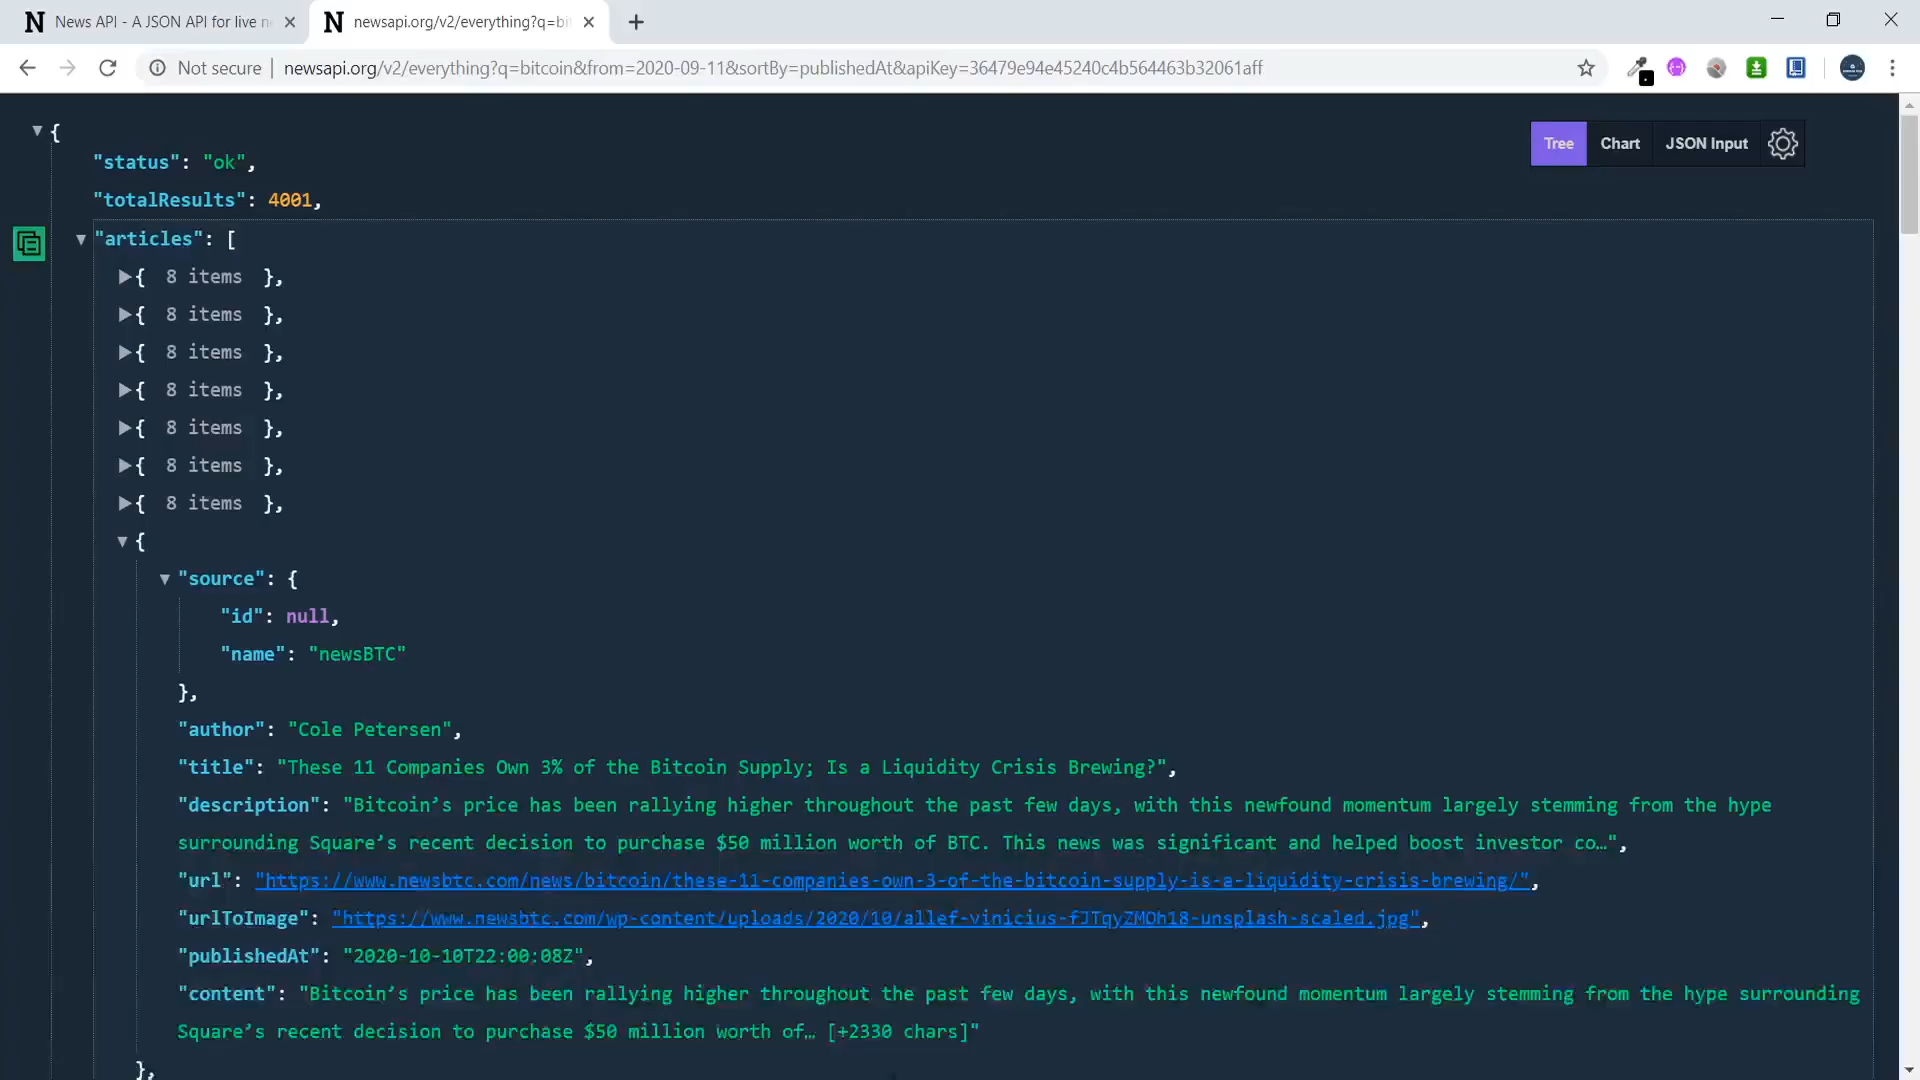 News API - A JSON API for live n
newsapi.org/v2/everything?q=bi
Not secure | newsapi.org/v2/everything?q=bitcoin&from=2020-09-11&sortBy=publishedAt&apiKey=36479e94e45240c4b564463b32061aff
{
Tree Chart JSON Input
"status": "ok",
"totalResults": 4001,
"articles": [
{ 8 items },
{ 8 items },
{ 8 items },
{ 8 items },
{ 8 items },
{ 8 items },
{ 8 items },
{
"source": {
"id": null,
"name": "newsBTC"
},
"author": "Cole Petersen",
"title": "These 11 Companies Own 3% of the Bitcoin Supply; Is a Liquidity Crisis Brewing?",
"description": "Bitcoin’s price has been rallying higher throughout the past few days, with this newfound momentum largely stemming from the hype
surrounding Square’s recent decision to purchase $50 million worth of BTC. This news was significant and helped boost investor co…",
"url": "https://www.newsbtc.com/news/bitcoin/these-11-companies-own-3-of-the-bitcoin-supply-is-a-liquidity-crisis-brewing/",
"urlToImage": "https://www.newsbtc.com/wp-content/uploads/2020/10/allef-vinicius-fJTqyZMOh18-unsplash-scaled.jpg",
"publishedAt": "2020-10-10T22:00:08Z",
"content": "Bitcoin’s price has been rallying higher throughout the past few days, with this newfound momentum largely stemming from the hype surrounding
Square’s recent decision to purchase $50 million worth of… [+2330 chars]"
},